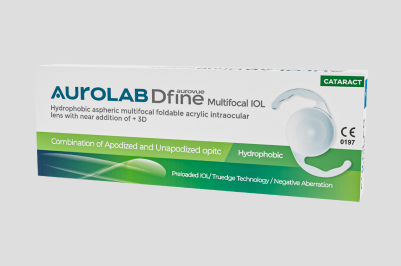 CATARACT
AUROLAB Dfine Multifocal IOL
aurovue
Hydrophobic aspheric multifocal foldable acrylic intraocular
lens with near addition of + 3D
CE
0197
Combination of Apodized and Unapodized opitc
Hydrophobic
Preloaded IOL/ Truedge Technology / Negative Aberration